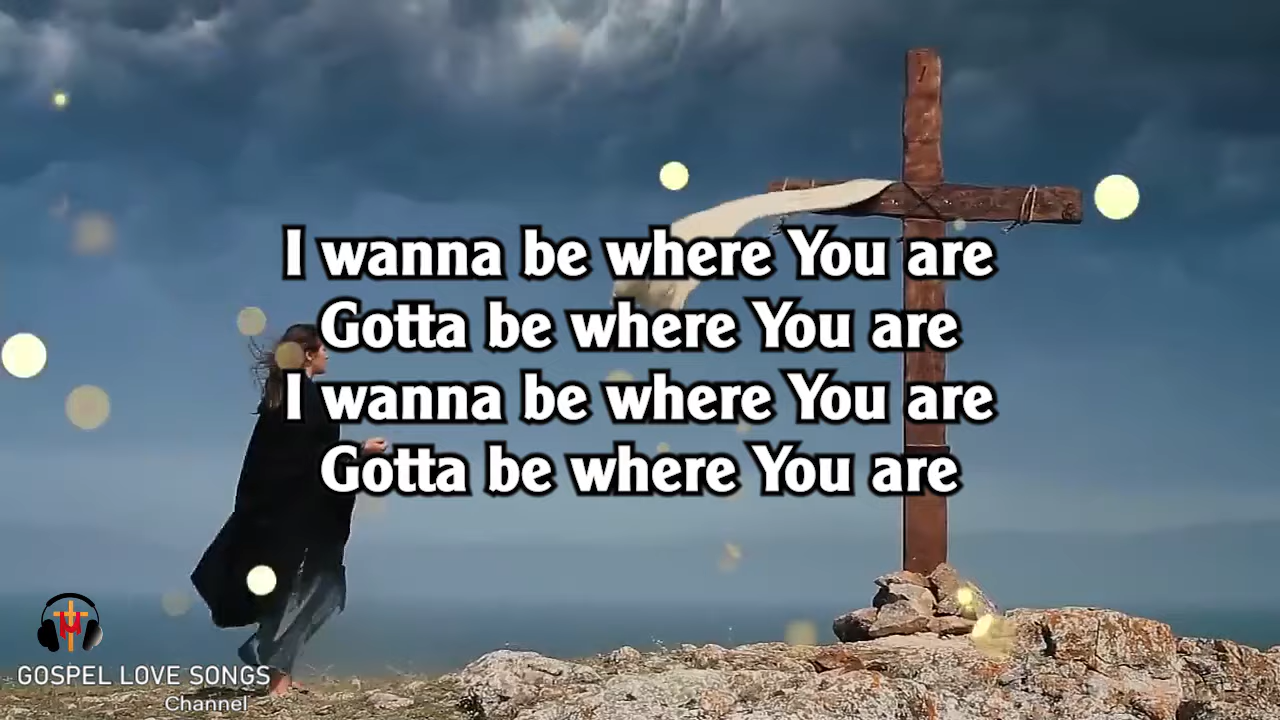 I wanna be where You are
Gotta be where You are
I wanna be where You are
Gotta be where You are
GOSPEL LOVE SONGS
Channel